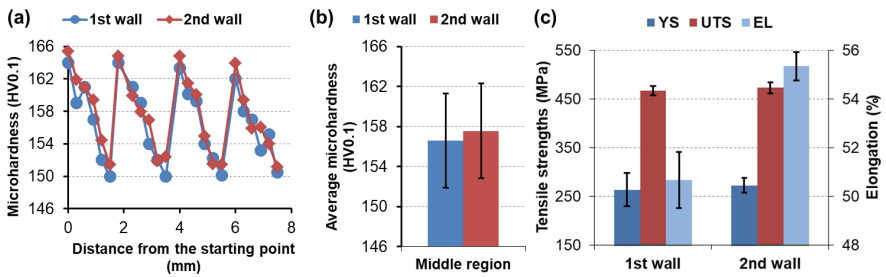 (a)
1st wall 2nd wall
Microhardness (HV0.1)
166
162
158
154
150
146
0 2 4 6 8
Distance from the starting point
(mm)
(b)
1st wall 2nd wall
Average microhardness
(HV0.1)
166
162
158
154
150
146
Middle region
(c)
YS UTS EL
Tensile strengths (MPa)
550
450
350
250
150
1st wall 2nd wall
56
54
52
50
48
Elongation (%)